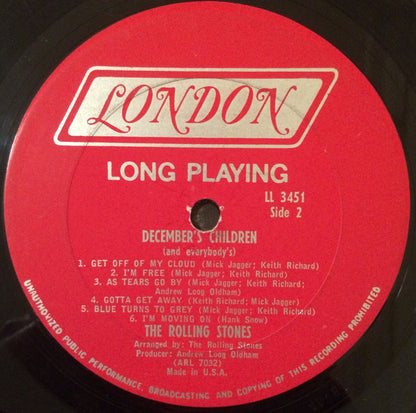 LONDON
LONG PLAYING
LL 3451
Side 2
DECEMBER'S CHILDREN
(and everybody's)
1. GET OFF OF MY CLOUD (Mick Jagger; Keith Richard)
2. I'M FREE (Mick Jagger; Keith Richard)
3. AS TEARS GO BY (Mick Jagger; Keith Richard;
Andrew Loog Oldham)
4. GOTTA GET AWAY (Keith Richard; Mick Jagger)
5. BLUE TURNS TO GREY (Mick Jagger; Keith Richard)
6. I'M MOVING ON (Hank Snow)
THE ROLLING STONES
Arranged by: The Rolling Stones
Producer: Andrew Loog Oldham
(ARL 7032)
Made in U.S.A.
UNAUTHORIZED PUBLIC PERFORMANCE, BROADCASTING AND COPYING OF THIS RECORDING PROHIBITED